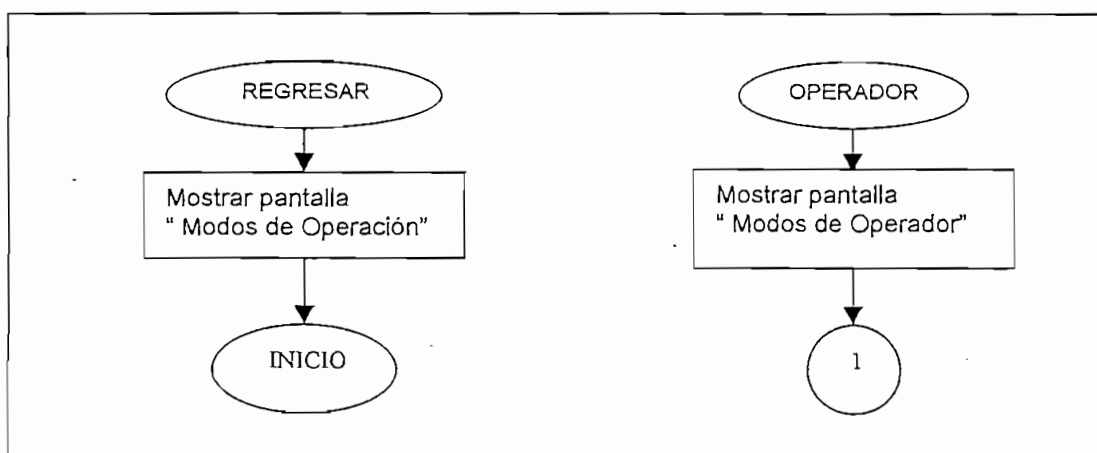 REGRESAR
Mostrar pantalla
“ Modos de Operación”
INICIO
OPERADOR
Mostrar pantalla
“ Modos de Operador”
1